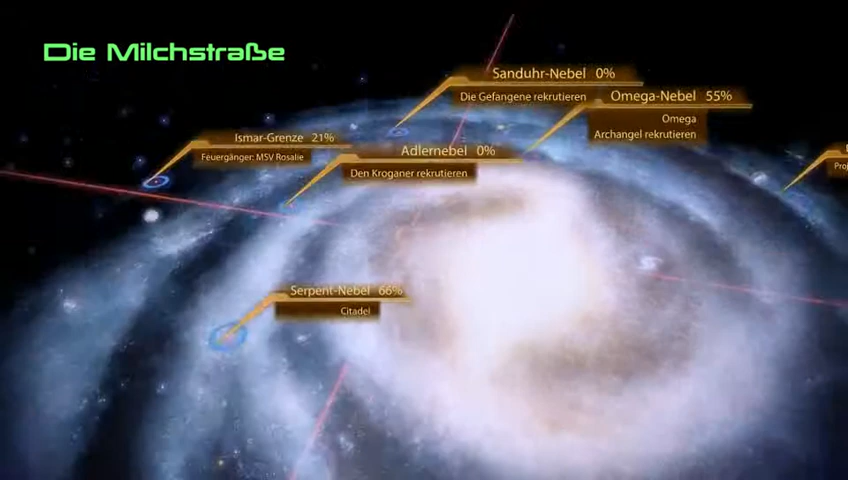 Die Milchstraße
Sanduhr-Nebel 0%
Die Gefangene rekrutieren
Omega-Nebel 55%
Omega
Archangel rekrutieren
Ismar-Grenze 21%
Feuergänger: MSV Rosalie
Adlernebel 0%
Den Kroganer rekrutieren
Serpent-Nebel 66%
Citadel